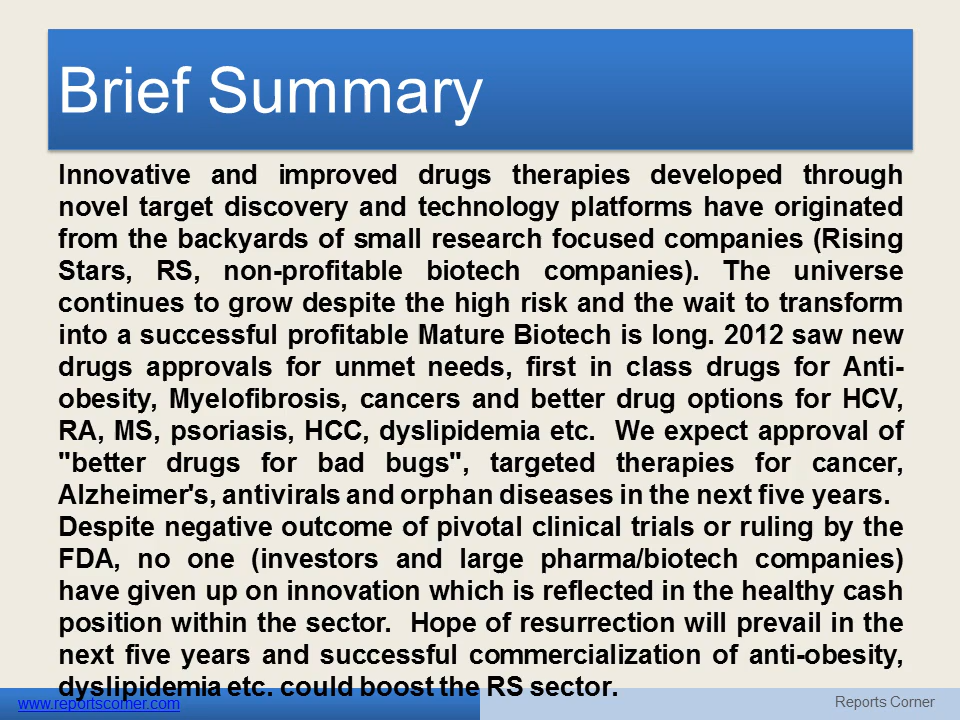 Brief Summary
Innovative and improved drugs therapies developed through
novel target discovery and technology platforms have originated
from the backyards of small research focused companies (Rising
Stars, RS, non-profitable biotech companies). The universe
continues to grow despite the high risk and the wait to transform
into a successful profitable Mature Biotech is long. 2012 saw new
drugs approvals for unmet needs, first in class drugs for Anti-
obesity, Myelofibrosis, cancers and better drug options for HCV,
RA, MS, psoriasis, HCC, dyslipidemia etc.  We expect approval of
"better drugs for bad bugs", targeted therapies for cancer,
Alzheimer's, antivirals and orphan diseases in the next five years.
Despite negative outcome of pivotal clinical trials or ruling by the
FDA, no one (investors and large pharma/biotech companies)
have given up on innovation which is reflected in the healthy cash
position within the sector.  Hope of resurrection will prevail in the
next five years and successful commercialization of anti-obesity,
dyslipidemia etc. could boost the RS sector.
www.reportscorner.com
Reports Corner